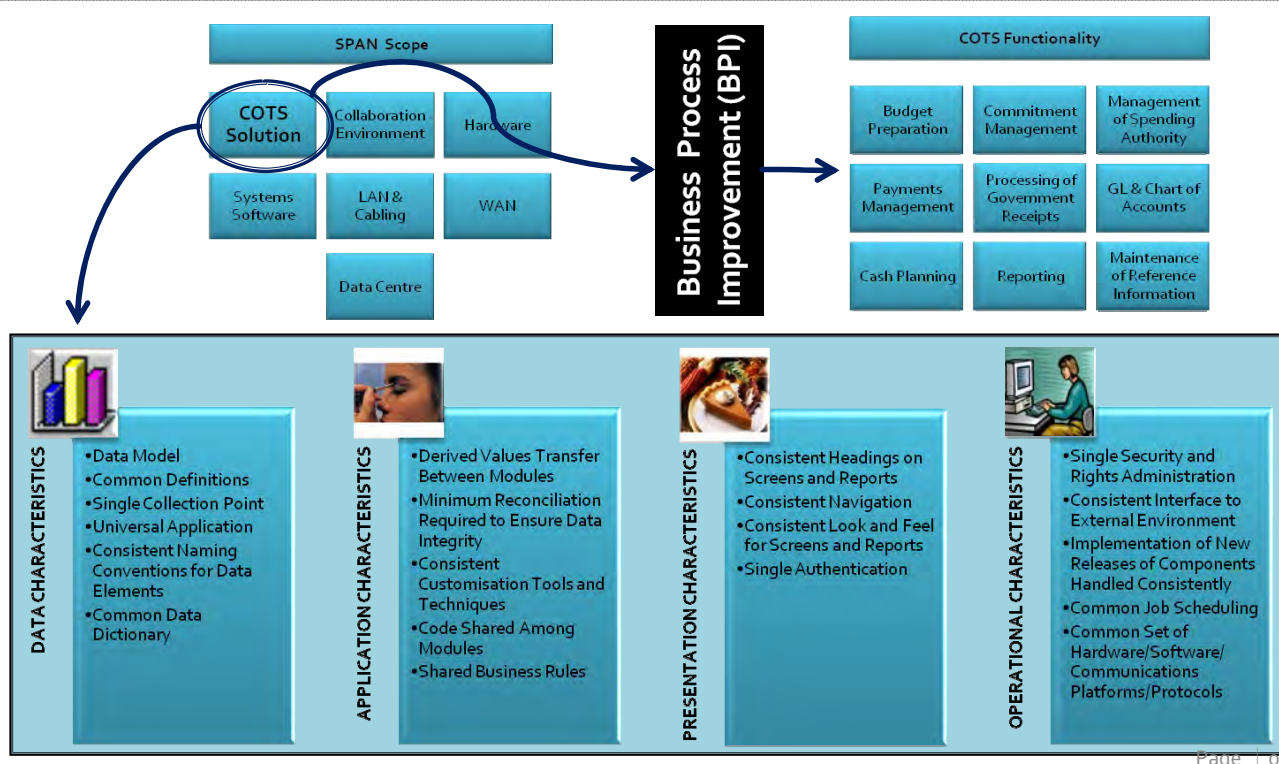 SPAN Scope
COTS
Solution
Collaboration
Environment
Hardware
Systems
Software
LAN &
Cabling
WAN
Data Centre
Business Process
Improvement (BPI)
COTS Functionality
Budget
Preparation
Commitment
Management
Management
of Spending
Authority
Payments
Management
Processing of
Government
Receipts
GL & Chart of
Accounts
Cash Planning
Reporting
Maintenance
of Reference
Information
DATA CHARACTERISTICS
•Data Model
•Common Definitions
•Single Collection Point
•Universal Application
•Consistent Naming
Conventions for Data
Elements
•Common Data
Dictionary
APPLICATION CHARACTERISTICS
•Derived Values Transfer
Between Modules
•Minimum Reconciliation
Required to Ensure Data
Integrity
•Consistent
Customisation Tools and
Techniques
•Code Shared Among
Modules
•Shared Business Rules
PRESENTATION CHARACTERISTICS
•Consistent Headings on
Screens and Reports
•Consistent Navigation
•Consistent Look and Feel
for Screens and Reports
•Single Authentication
OPERATIONAL CHARACTERISTICS
•Single Security and
Rights Administration
•Consistent Interface to
External Environment
•Implementation of New
Releases of Components
Handled Consistently
•Common Job Scheduling
•Common Set of
Hardware/Software/
Communications
Platforms/Protocols
Page